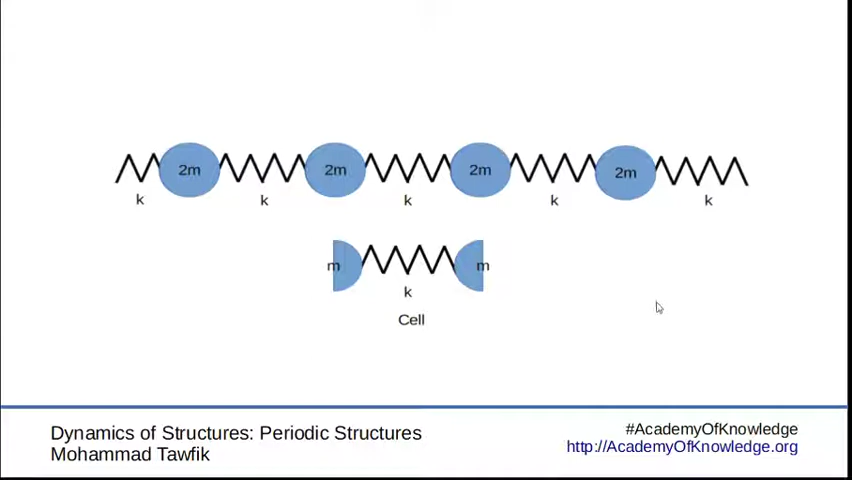 2m 2m 2m 2m
k k k k k
m m
k
Cell
Dynamics of Structures: Periodic Structures
Mohammad Tawfik
#AcademyOfKnowledge
http://AcademyOfKnowledge.org